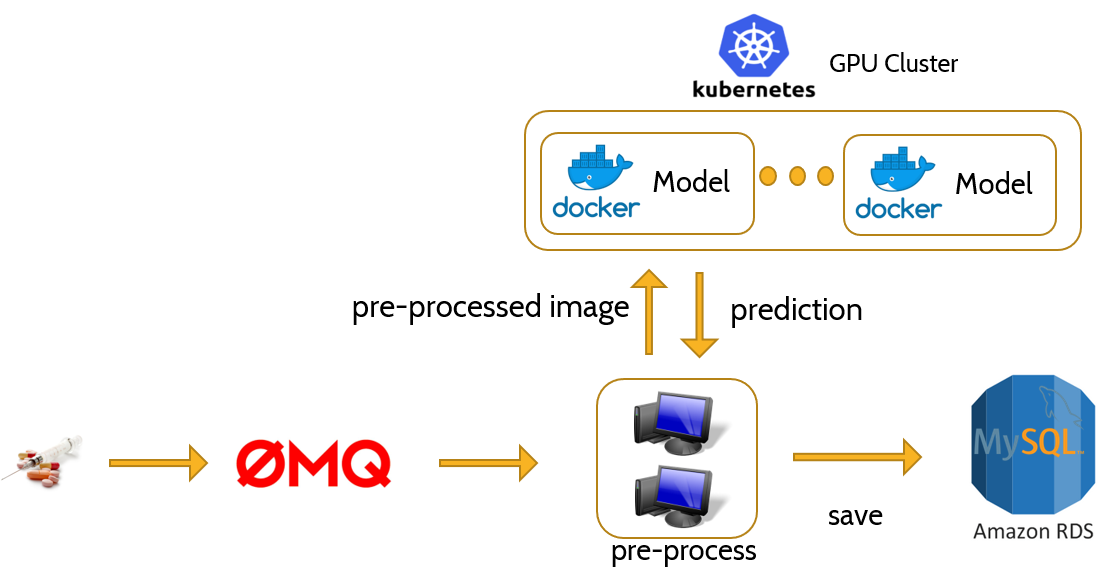 kubernetes
GPU Cluster
docker
Model
docker
Model
pre-processed image
prediction
ØMQ
pre-process
save
MySQL
Amazon RDS